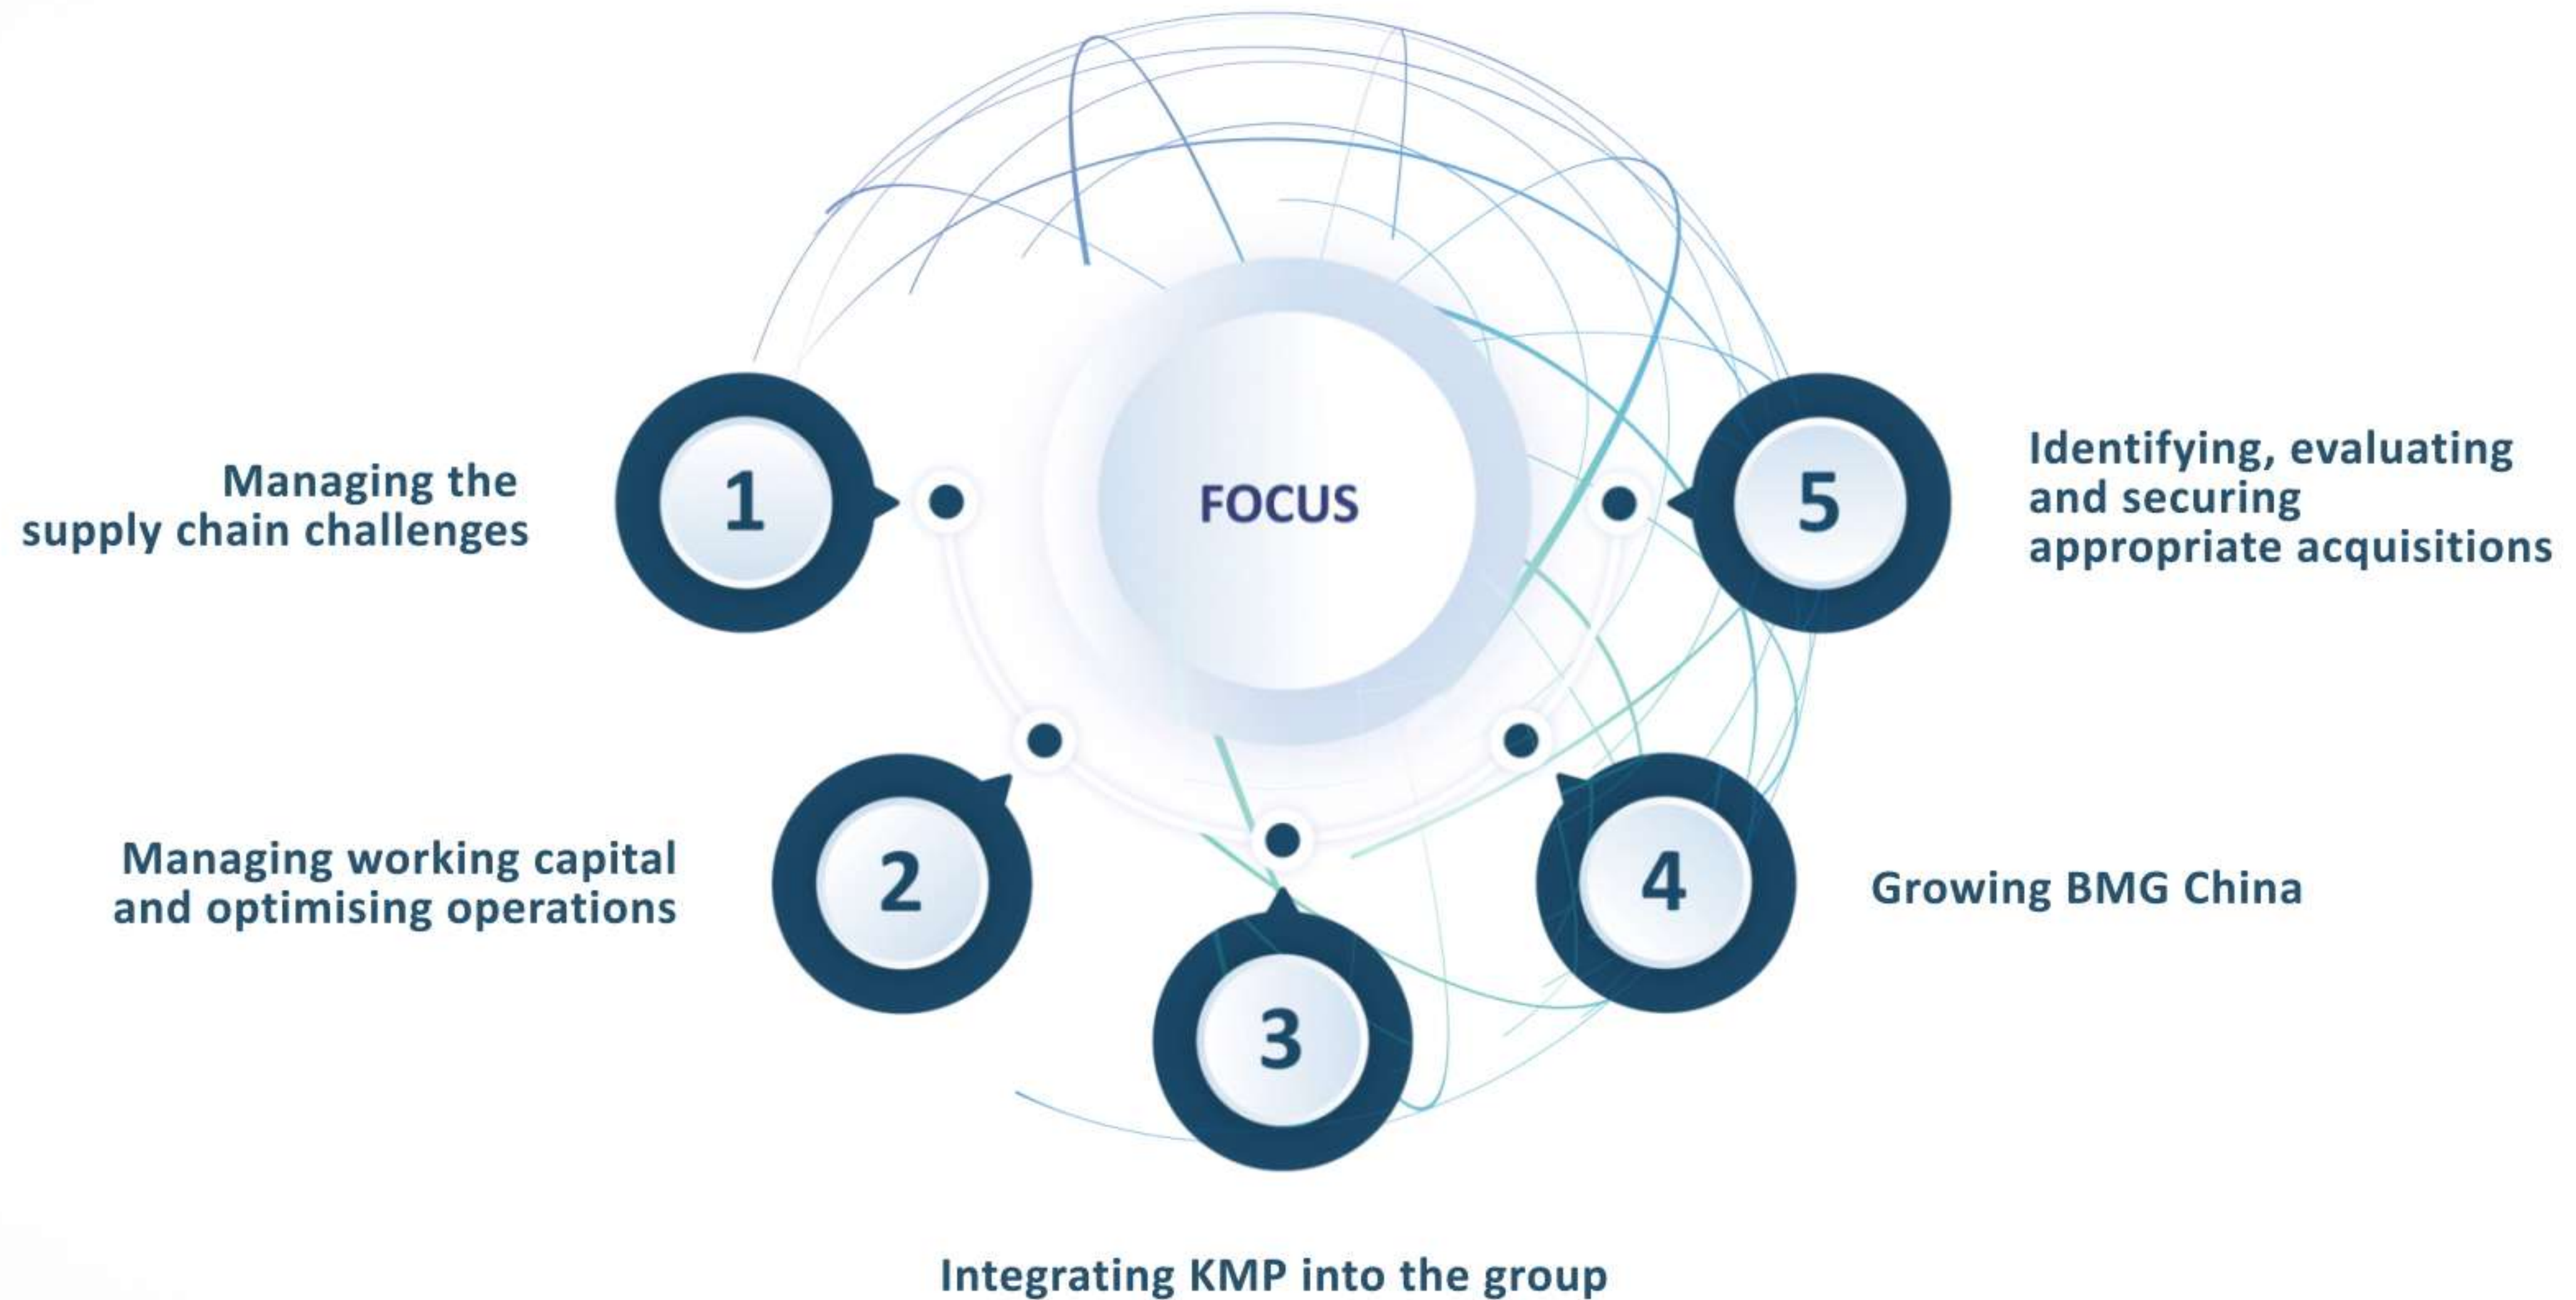 FOCUS
1
Managing the
supply chain challenges
2
Managing working capital
and optimising operations
3
Integrating KMP into the group
4
Growing BMG China
5
Identifying, evaluating
and securing
appropriate acquisitions